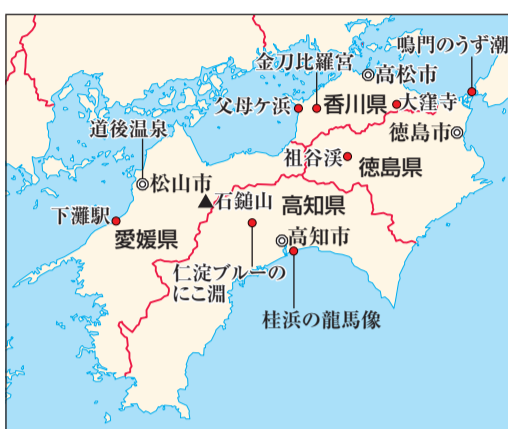 鳴門のうず潮
金刀比羅宮
高松市
父母ケ浜
香川県
大窪寺
道後温泉
徳島市
祖谷渓
徳島県
松山市
石鎚山
高知県
下灘駅
愛媛県
高知市
仁淀ブルーの
にこ淵
桂浜の龍馬像